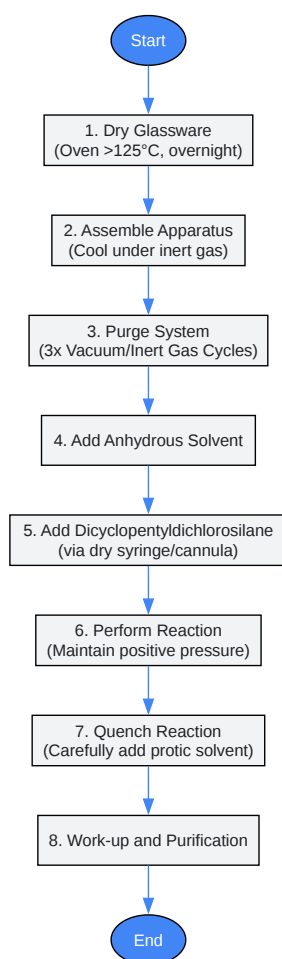 Start
1. Dry Glassware
(Oven >125°C, overnight)
2. Assemble Apparatus
(Cool under inert gas)
3. Purge System
(3x Vacuum/Inert Gas Cycles)
4. Add Anhydrous Solvent
5. Add Dicyclopentyldichlorosilane
(via dry syringe/cannula)
6. Perform Reaction
(Maintain positive pressure)
7. Quench Reaction
(Carefully add protic solvent)
8. Work-up and Purification
End